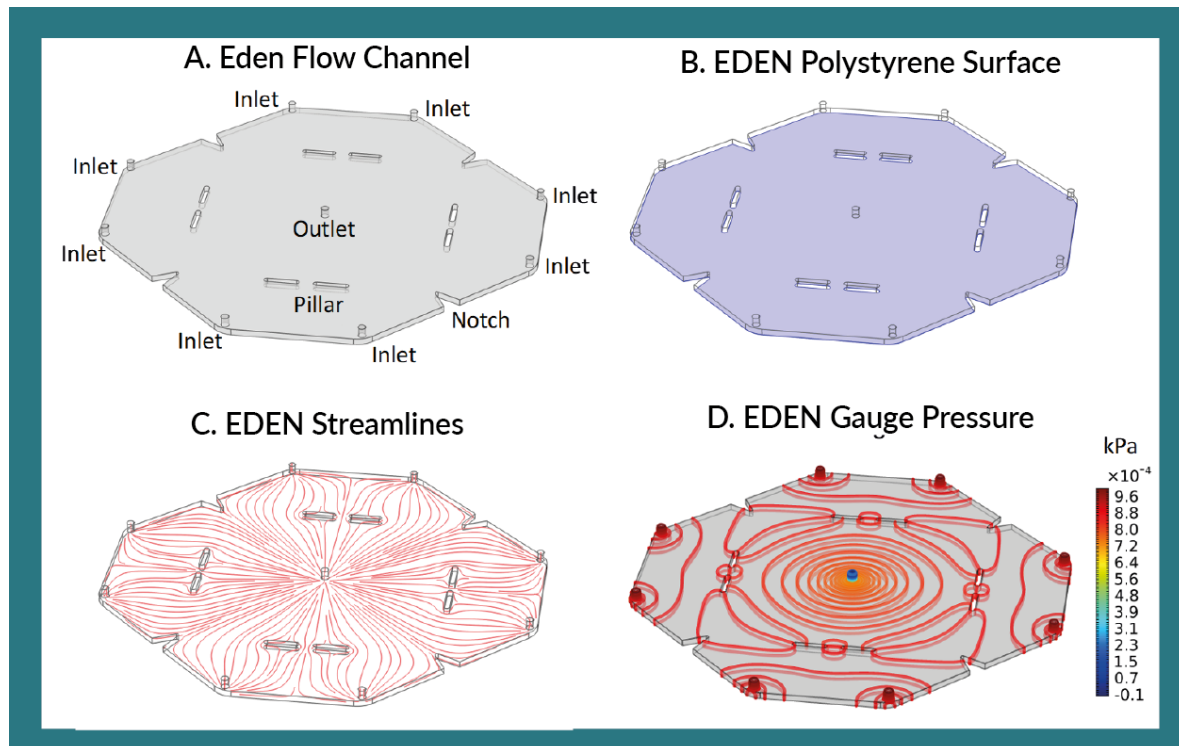 A. Eden Flow Channel
Inlet
Inlet
Inlet
Inlet
Outlet
Inlet
Inlet
Pillar
Notch
Inlet
Inlet
B. EDEN Polystyrene Surface
C. EDEN Streamlines
D. EDEN Gauge Pressure
kPa
×10⁻⁴
9.6
8.8
8.0
7.2
6.4
5.6
4.8
3.9
3.1
2.3
1.5
0.7
-0.1